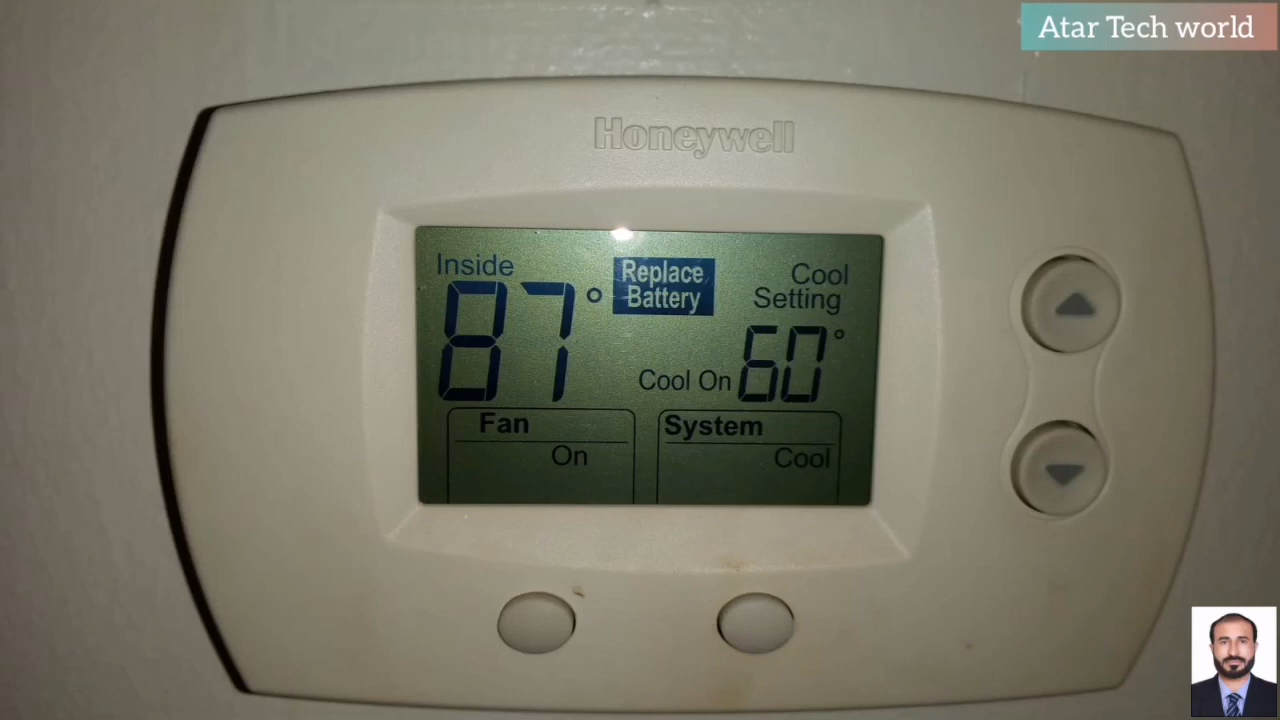 Atar Tech world
Honeywell
Inside
87°
Replace
Battery
Cool
Setting
Cool On 60°
Fan
On
System
Cool